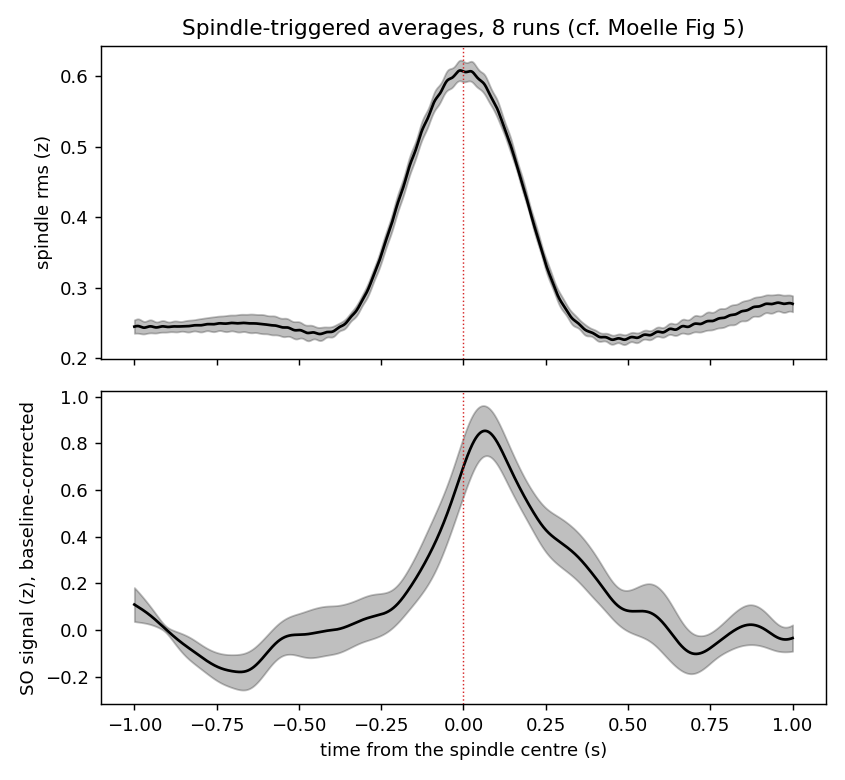 Spindle-triggered averages, 8 runs (cf. Moelle Fig 5)
spindle rms (z)
0.6
0.5
0.4
0.3
0.2
SO signal (z), baseline-corrected
1.0
0.8
0.6
0.4
0.2
0.0
−0.2
−1.00 −0.75 −0.50 −0.25 0.00 0.25 0.50 0.75 1.00
time from the spindle centre (s)